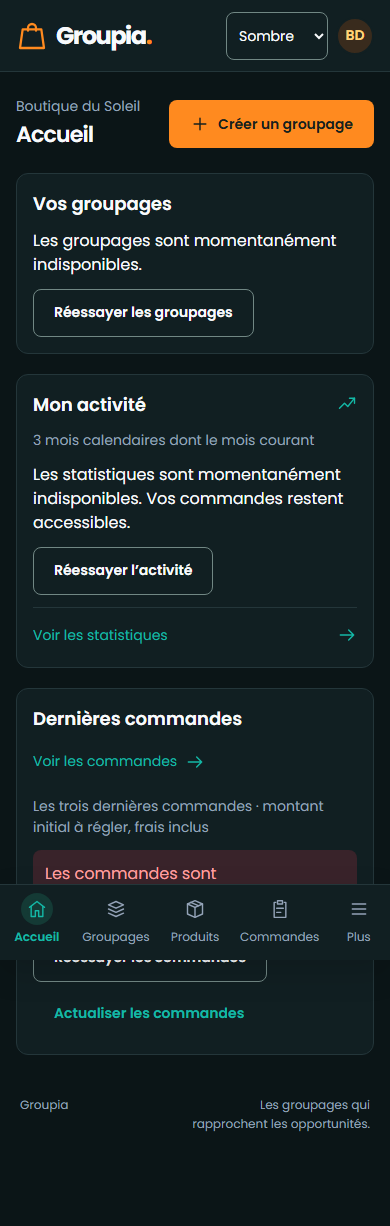 Groupia.
Sombre
BD
Boutique du Soleil
Accueil
Créer un groupage
Vos groupages
Les groupages sont momentanément
indisponibles.
Réessayer les groupages
Mon activité
3 mois calendaires dont le mois courant
Les statistiques sont momentanément
indisponibles. Vos commandes restent
accessibles.
Réessayer l’activité
Voir les statistiques
Dernières commandes
Voir les commandes
Les trois dernières commandes · montant
initial à régler, frais inclus
Les commandes sont
Accueil
Groupages
Produits
Commandes
Plus
Réessayer les commandes
Actualiser les commandes
Groupia
Les groupages qui
rapprochent les opportunités.